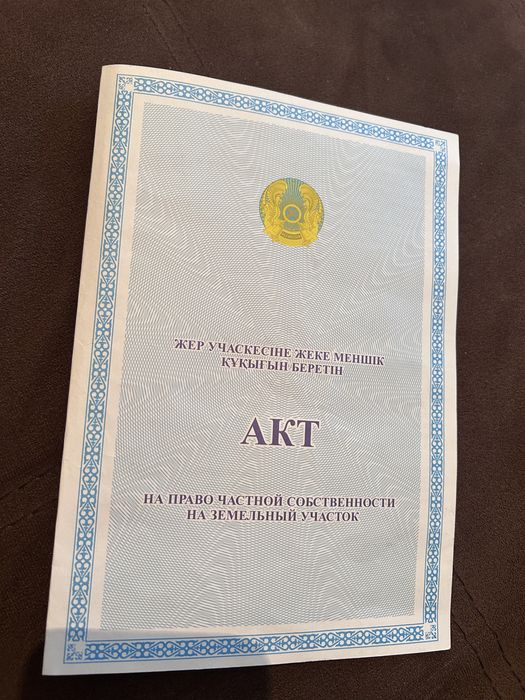 ЖЕР УЧАСКЕСІНЕ ЖЕКЕ МЕНШІК
ҚҰҚЫҒЫН БЕРЕТІН
АКТ
НА ПРАВО ЧАСТНОЙ СОБСТВЕННОСТИ
НА ЗЕМЕЛЬНЫЙ УЧАСТОК